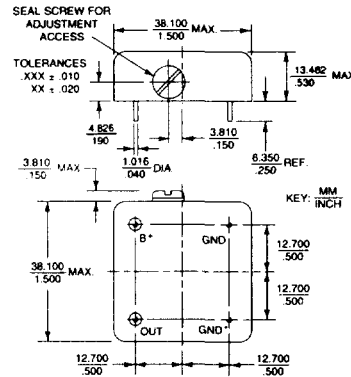 SEAL SCREW FOR
ADJUSTMENT
ACCESS
38.100
1.500
MAX.
TOLERANCES
.XXX ± .010
XX ± .020
13.462
.530
MAX
4.826
190
3.810
.150
3.810
.150
MAX
1.016
.040
DIA
6.350
.250
REF.
KEY:
MM
INCH
B+
GND
12.700
.500
38.100
1.500
MAX.
12.700
.500
OUT
GND+
12.700
.500
12.700
.500